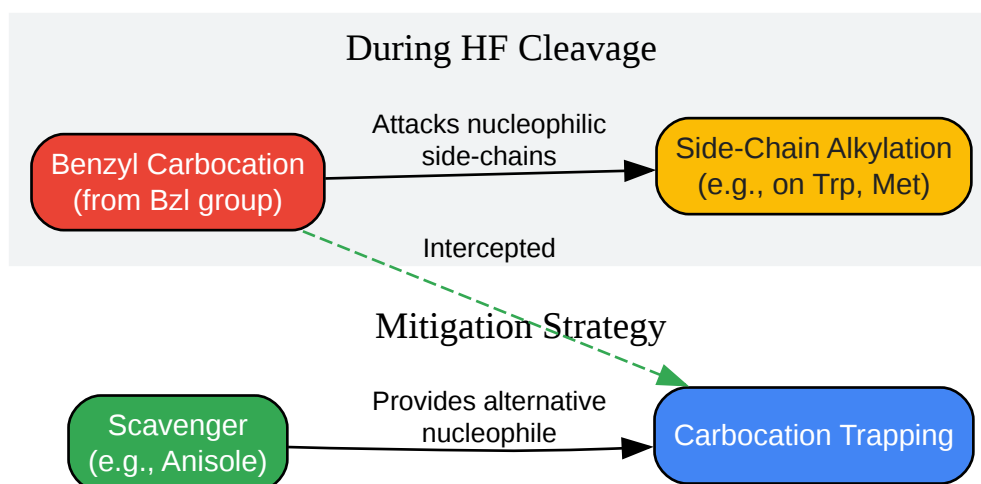 During HF Cleavage
Attacks nucleophilic
side-chains
Benzyl Carbocation
(from Bzl group)
Side-Chain Alkylation
(e.g., on Trp, Met)
Intercepted
Mitigation Strategy
Provides alternative
nucleophile
Scavenger
(e.g., Anisole)
Carbocation Trapping